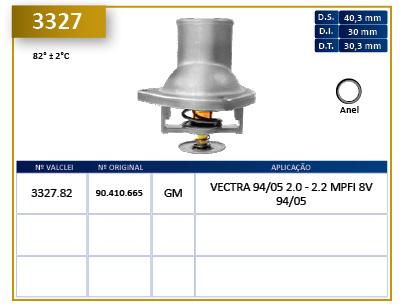 3327
82° ± 2°C
D.S. 40,3 mm
D.I. 30 mm
D.T. 30,3 mm
Anel
Nº VALCLEI Nº ORIGINAL APLICAÇÃO
3327.82 90.410.665 GM VECTRA 94/05 2.0 - 2.2 MPFI 8V
94/05